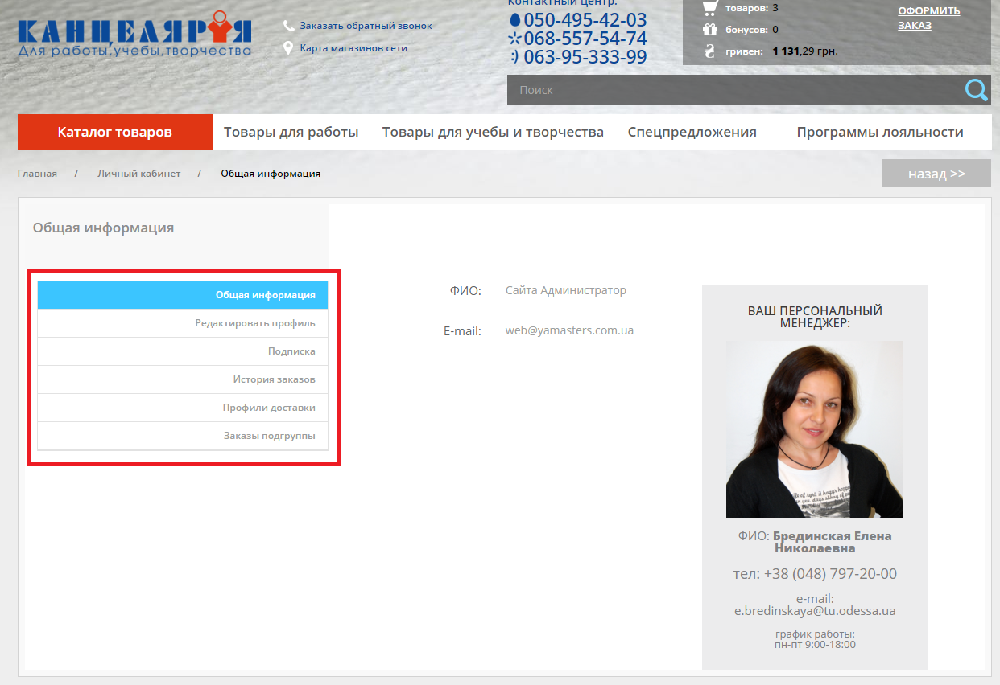 Контактный центр:
КАНЦЕЛЯРИЯ
Для работы,учебы,творчества
Заказать обратный звонок
Карта магазинов сети
050-495-42-03
068-557-54-74
063-95-333-99
товаров: 3
бонусов: 0
гривен: 1 131,29 грн.
ОФОРМИТЬ
ЗАКАЗ
Поиск
Каталог товаров
Товары для работы
Товары для учебы и творчества
Спецпредложения
Программы лояльности
Главная / Личный кабинет / Общая информация
назад >>
Общая информация
Общая информация
Редактировать профиль
Подписка
История заказов
Профили доставки
Заказы подгруппы
ФИО: Сайта Администратор
E-mail: web@yamasters.com.ua
ВАШ ПЕРСОНАЛЬНЫЙ
МЕНЕДЖЕР:
ФИО: Брединская Елена
Николаевна
тел: +38 (048) 797-20-00
e-mail:
e.bredinskaya@tu.odessa.ua
график работы:
пн-пт 9:00-18:00